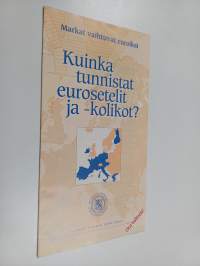 Markat vaihtuvat euroiksi
Kuinka
tunnistat
eurosetelit
ja -kolikot?